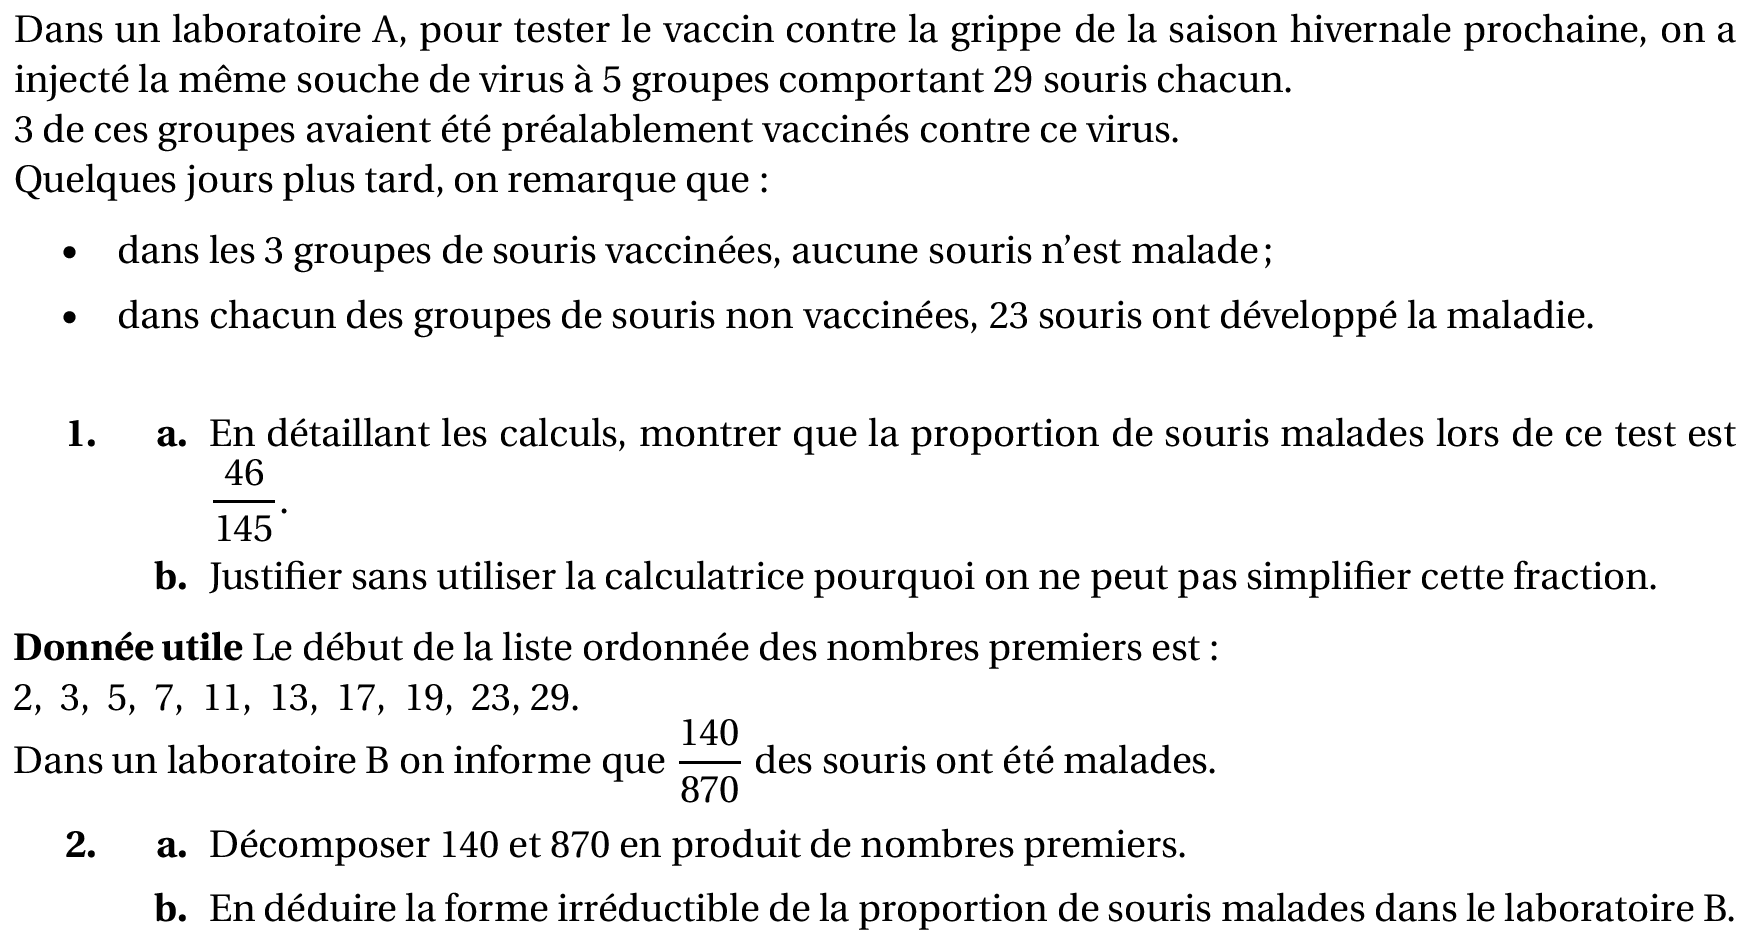 Dans un laboratoire A, pour tester le vaccin contre la grippe de la saison hivernale prochaine, on a
injecté la même souche de virus à 5 groupes comportant 29 souris chacun.
3 de ces groupes avaient été préalablement vaccinés contre ce virus.
Quelques jours plus tard, on remarque que :
• dans les 3 groupes de souris vaccinées, aucune souris n'est malade;
• dans chacun des groupes de souris non vaccinées, 23 souris ont développé la maladie.
1. a. En détaillant les calculs, montrer que la proportion de souris malades lors de ce test est
46/145.
b. Justifier sans utiliser la calculatrice pourquoi on ne peut pas simplifier cette fraction.
Donnée utile Le début de la liste ordonnée des nombres premiers est :
2, 3, 5, 7, 11, 13, 17, 19, 23, 29.
Dans un laboratoire B on informe que 140/870 des souris ont été malades.
2. a. Décomposer 140 et 870 en produit de nombres premiers.
b. En déduire la forme irréductible de la proportion de souris malades dans le laboratoire B.